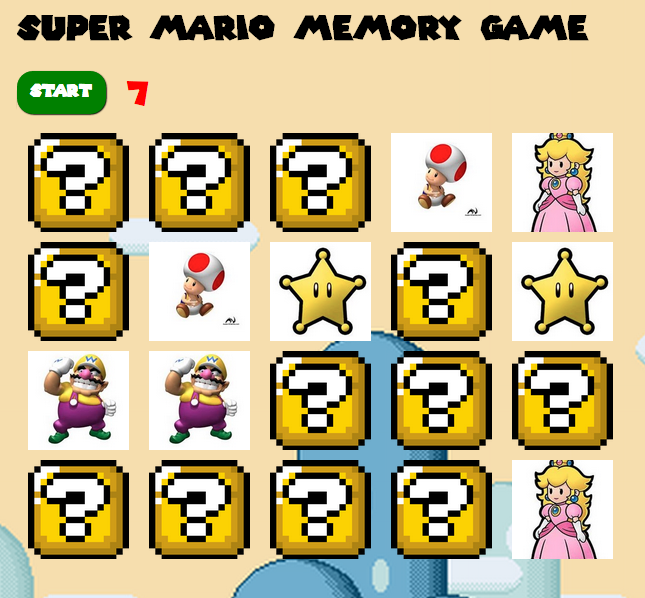 SUPER MARIO MEMORY GAME
START 7
? ? ?
? ?
W W ? ? ?
? ? ? ?